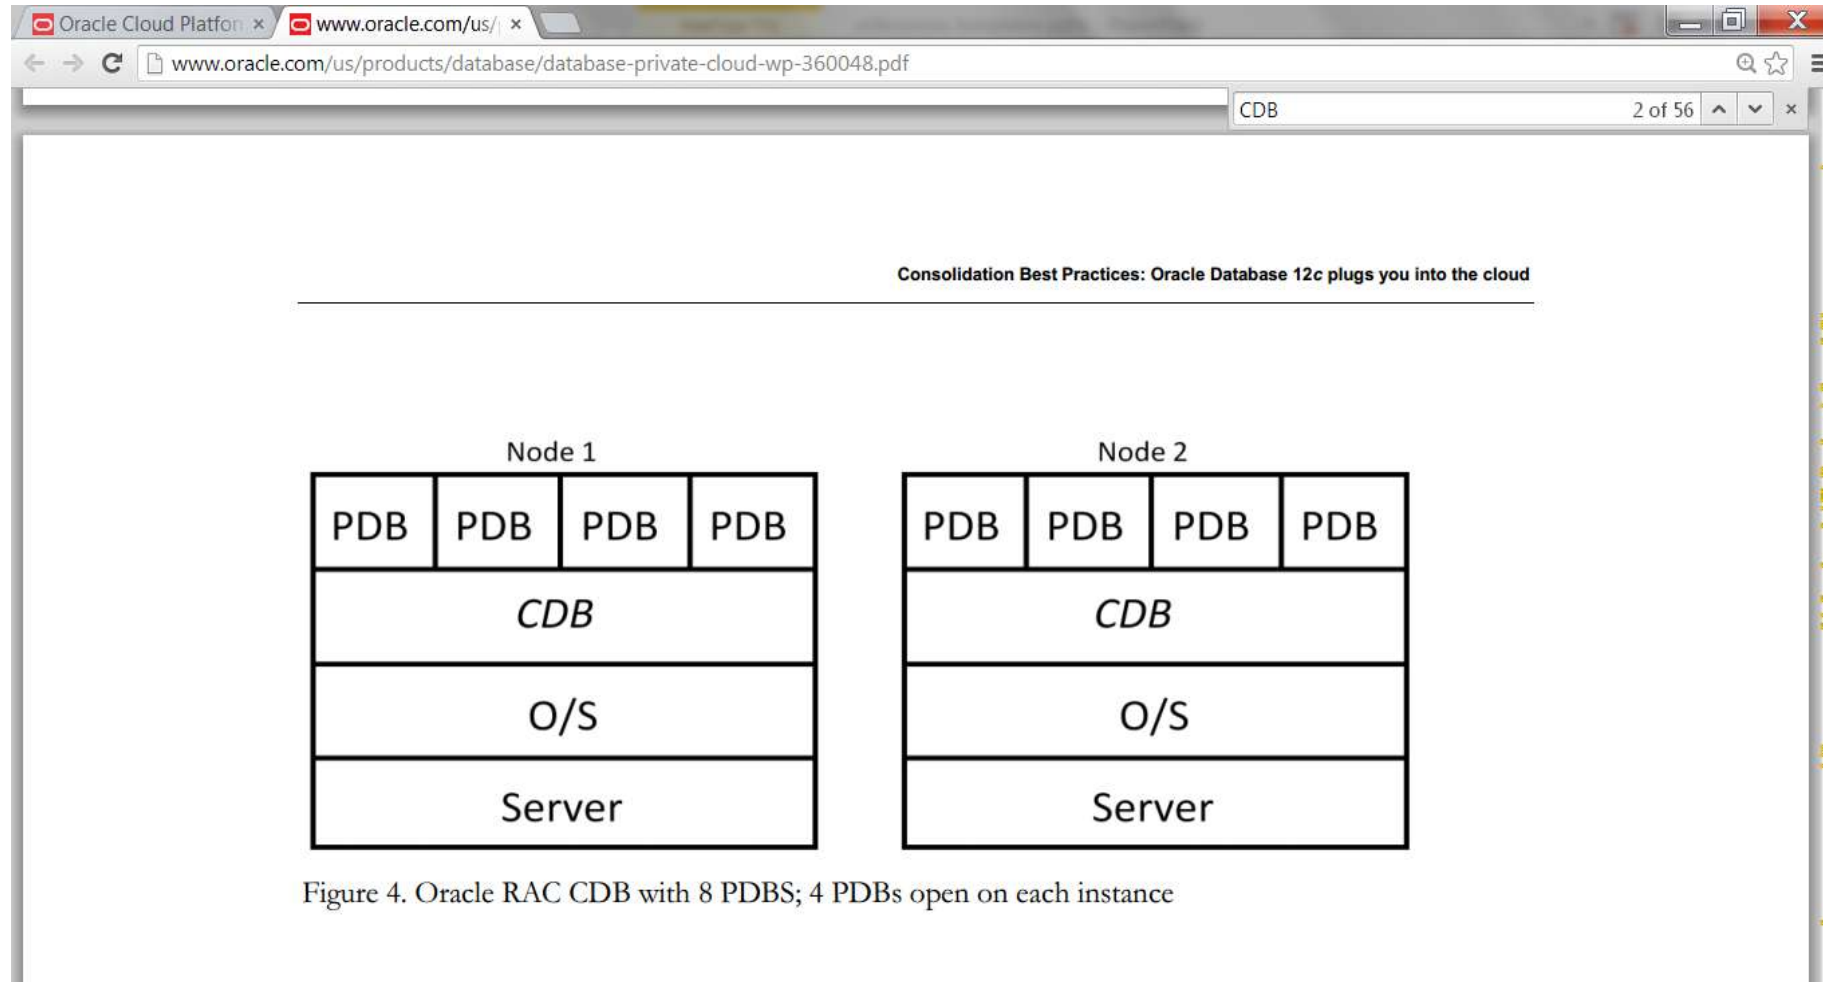 Oracle Cloud Platfor
www.oracle.com/us/
www.oracle.com/us/products/database/database-private-cloud-wp-360048.pdf
CDB 2 of 56
Consolidation Best Practices: Oracle Database 12c plugs you into the cloud
Node 1
PDB PDB PDB PDB
CDB
O/S
Server
Node 2
PDB PDB PDB PDB
CDB
O/S
Server
Figure 4. Oracle RAC CDB with 8 PDBS; 4 PDBs open on each instance